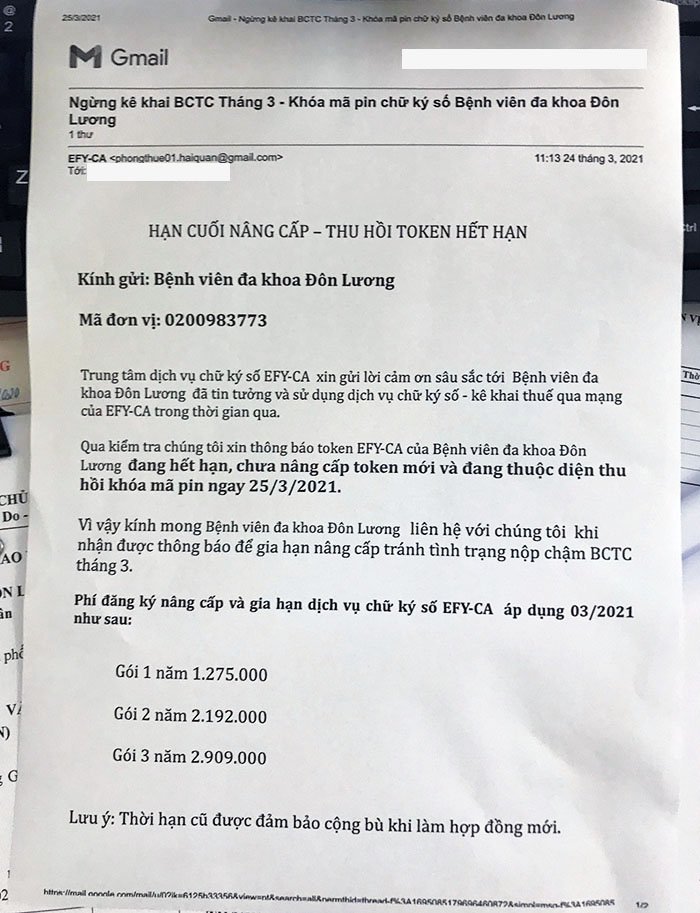 25/3/2021
Gmail - Ngừng kê khai BCTC Tháng 3 - Khóa mã pin chữ ký số Bệnh viên đa khoa Đôn Lương
Gmail
Ngừng kê khai BCTC Tháng 3 - Khóa mã pin chữ ký số Bệnh viên đa khoa Đôn
Lương
1 thư
EFY-CA <phongthue01.haiquan@gmail.com>
11:13 24 tháng 3, 2021
Tới:
HẠN CUỐI NÂNG CẤP – THU HỒI TOKEN HẾT HẠN
Kính gửi: Bệnh viên đa khoa Đôn Lương
Mã đơn vị: 0200983773
Trung tâm dịch vụ chữ ký số EFY-CA xin gửi lời cảm ơn sâu sắc tới Bệnh viên đa
khoa Đôn Lương đã tin tưởng và sử dụng dịch vụ chữ ký số - kê khai thuế qua mạng
của EFY-CA trong thời gian qua.
Qua kiểm tra chúng tôi xin thông báo token EFY-CA của Bệnh viên đa khoa Đôn
Lương đang hết hạn, chưa nâng cấp token mới và đang thuộc diện thu
hồi khóa mã pin ngay 25/3/2021.
Vì vậy kính mong Bệnh viên đa khoa Đôn Lương liên hệ với chúng tôi khi
nhận được thông báo để gia hạn nâng cấp tránh tình trạng nộp chậm BCTC
tháng 3.
Phí đăng ký nâng cấp và gia hạn dịch vụ chữ ký số EFY-CA áp dụng 03/2021
như sau:
Gói 1 năm 1.275.000
Gói 2 năm 2.192.000
Gói 3 năm 2.909.000
Lưu ý: Thời hạn cũ được đảm bảo cộng bù khi làm hợp đồng mới.
1/2